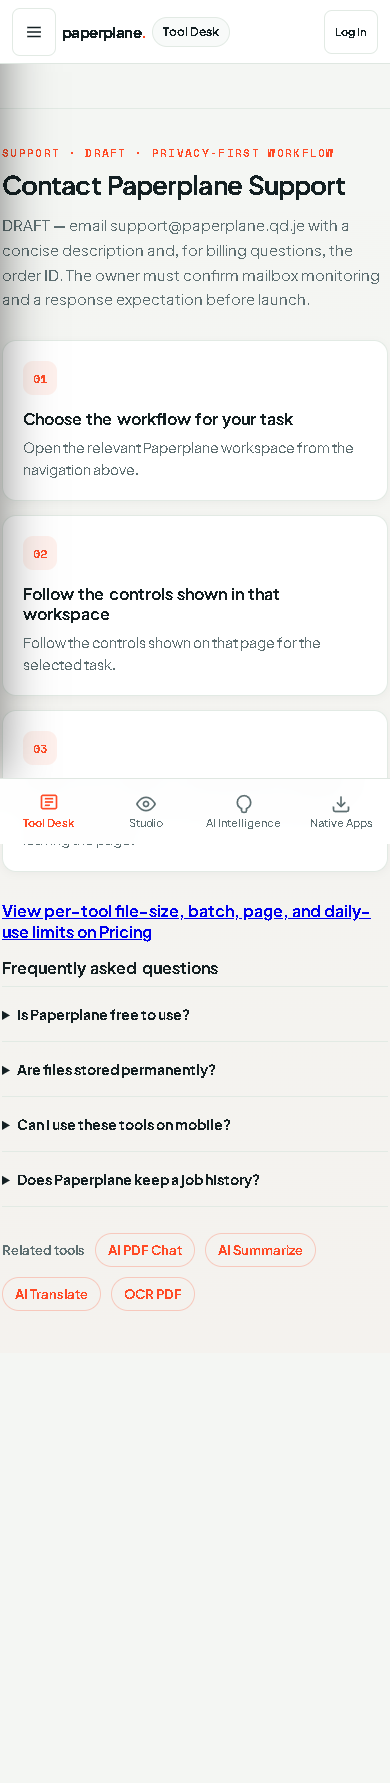 paperplane.
Tool Desk
Log In
SUPPORT · DRAFT · PRIVACY-FIRST WORKFLOW
Contact Paperplane Support
DRAFT — email support@paperplane.qd.je with a
concise description and, for billing questions, the
order ID. The owner must confirm mailbox monitoring
and a response expectation before launch.
01
Choose the workflow for your task
Open the relevant Paperplane workspace from the
navigation above.
02
Follow the controls shown in that
workspace
Follow the controls shown on that page for the
selected task.
03
Tool Desk
Studio
AI Intelligence
Native Apps
View per-tool file-size, batch, page, and daily-
use limits on Pricing
Frequently asked questions
Is Paperplane free to use?
Are files stored permanently?
Can I use these tools on mobile?
Does Paperplane keep a job history?
Related tools
AI PDF Chat
AI Summarize
AI Translate
OCR PDF